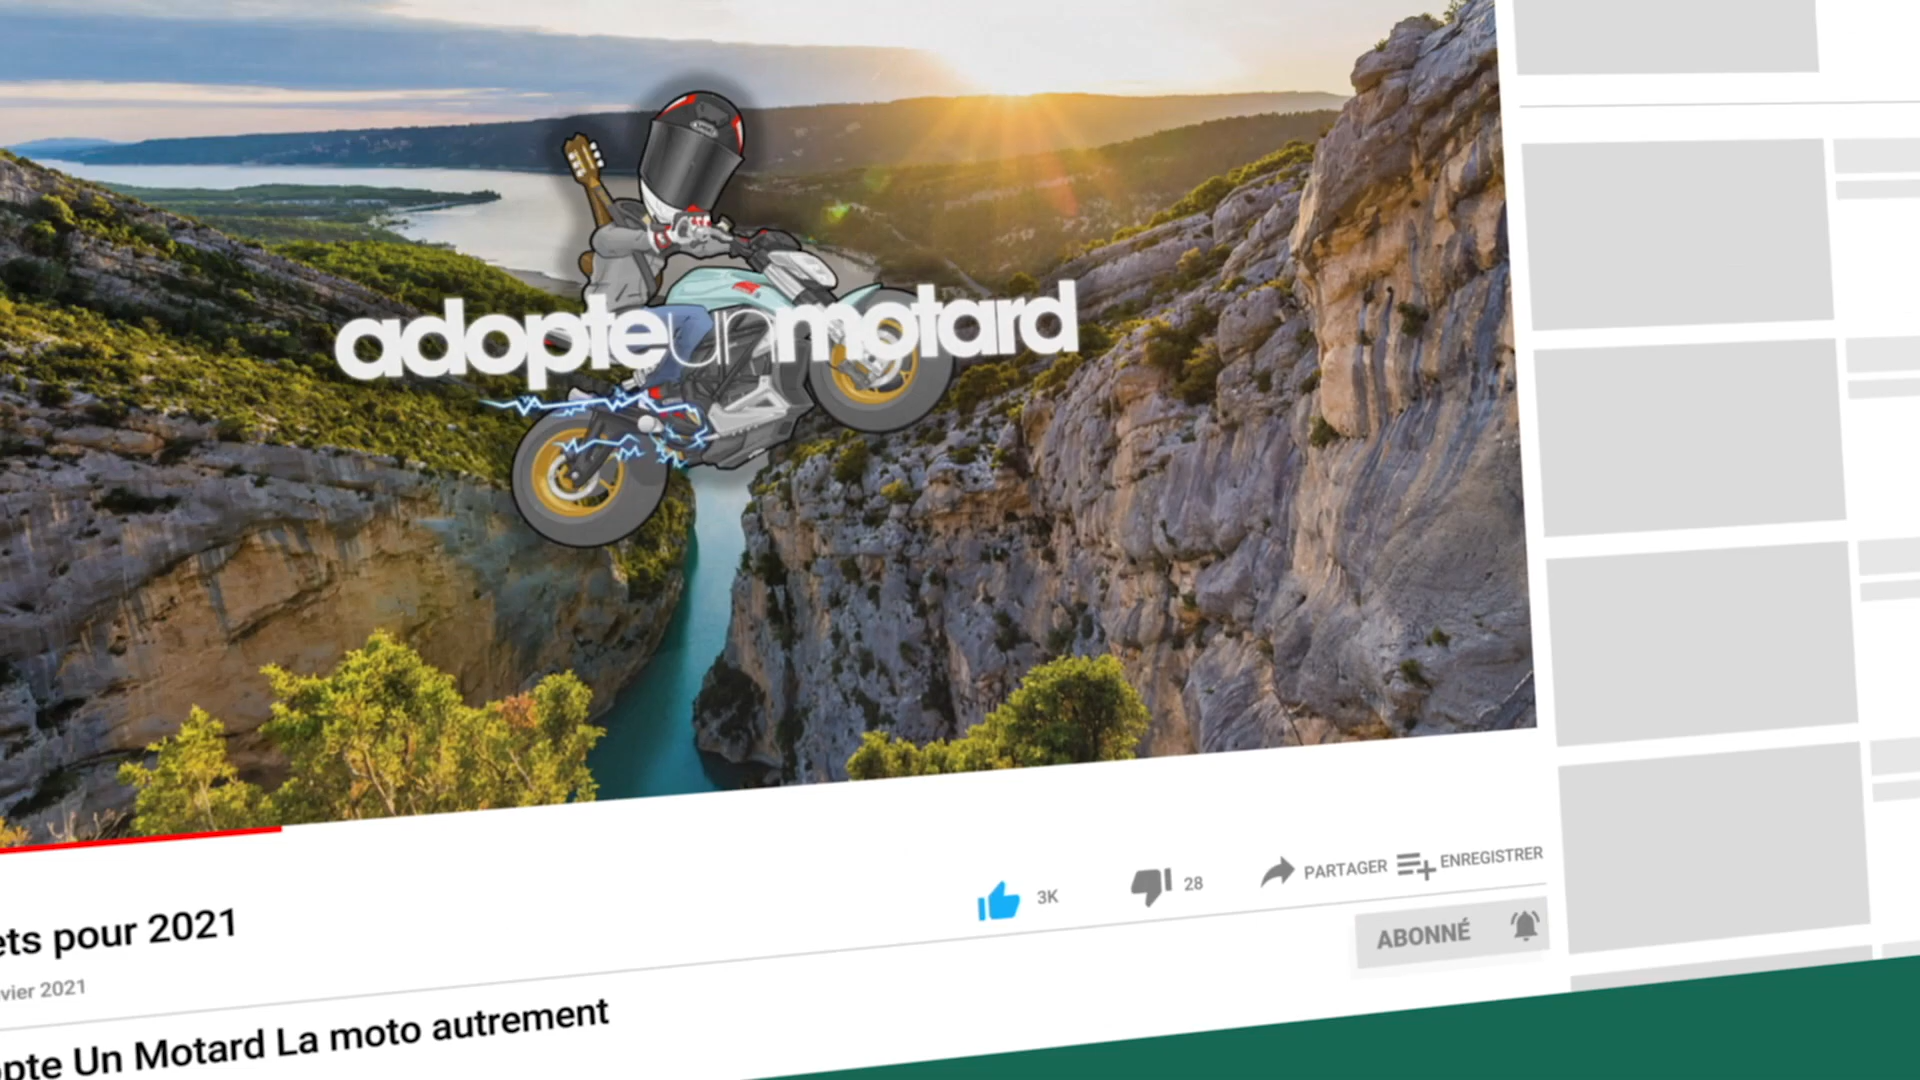 adopteunmotard
3K
28
PARTAGER
ENREGISTRER
ets pour 2021
ABONNÉ
vier 2021
pte Un Motard La moto autrement